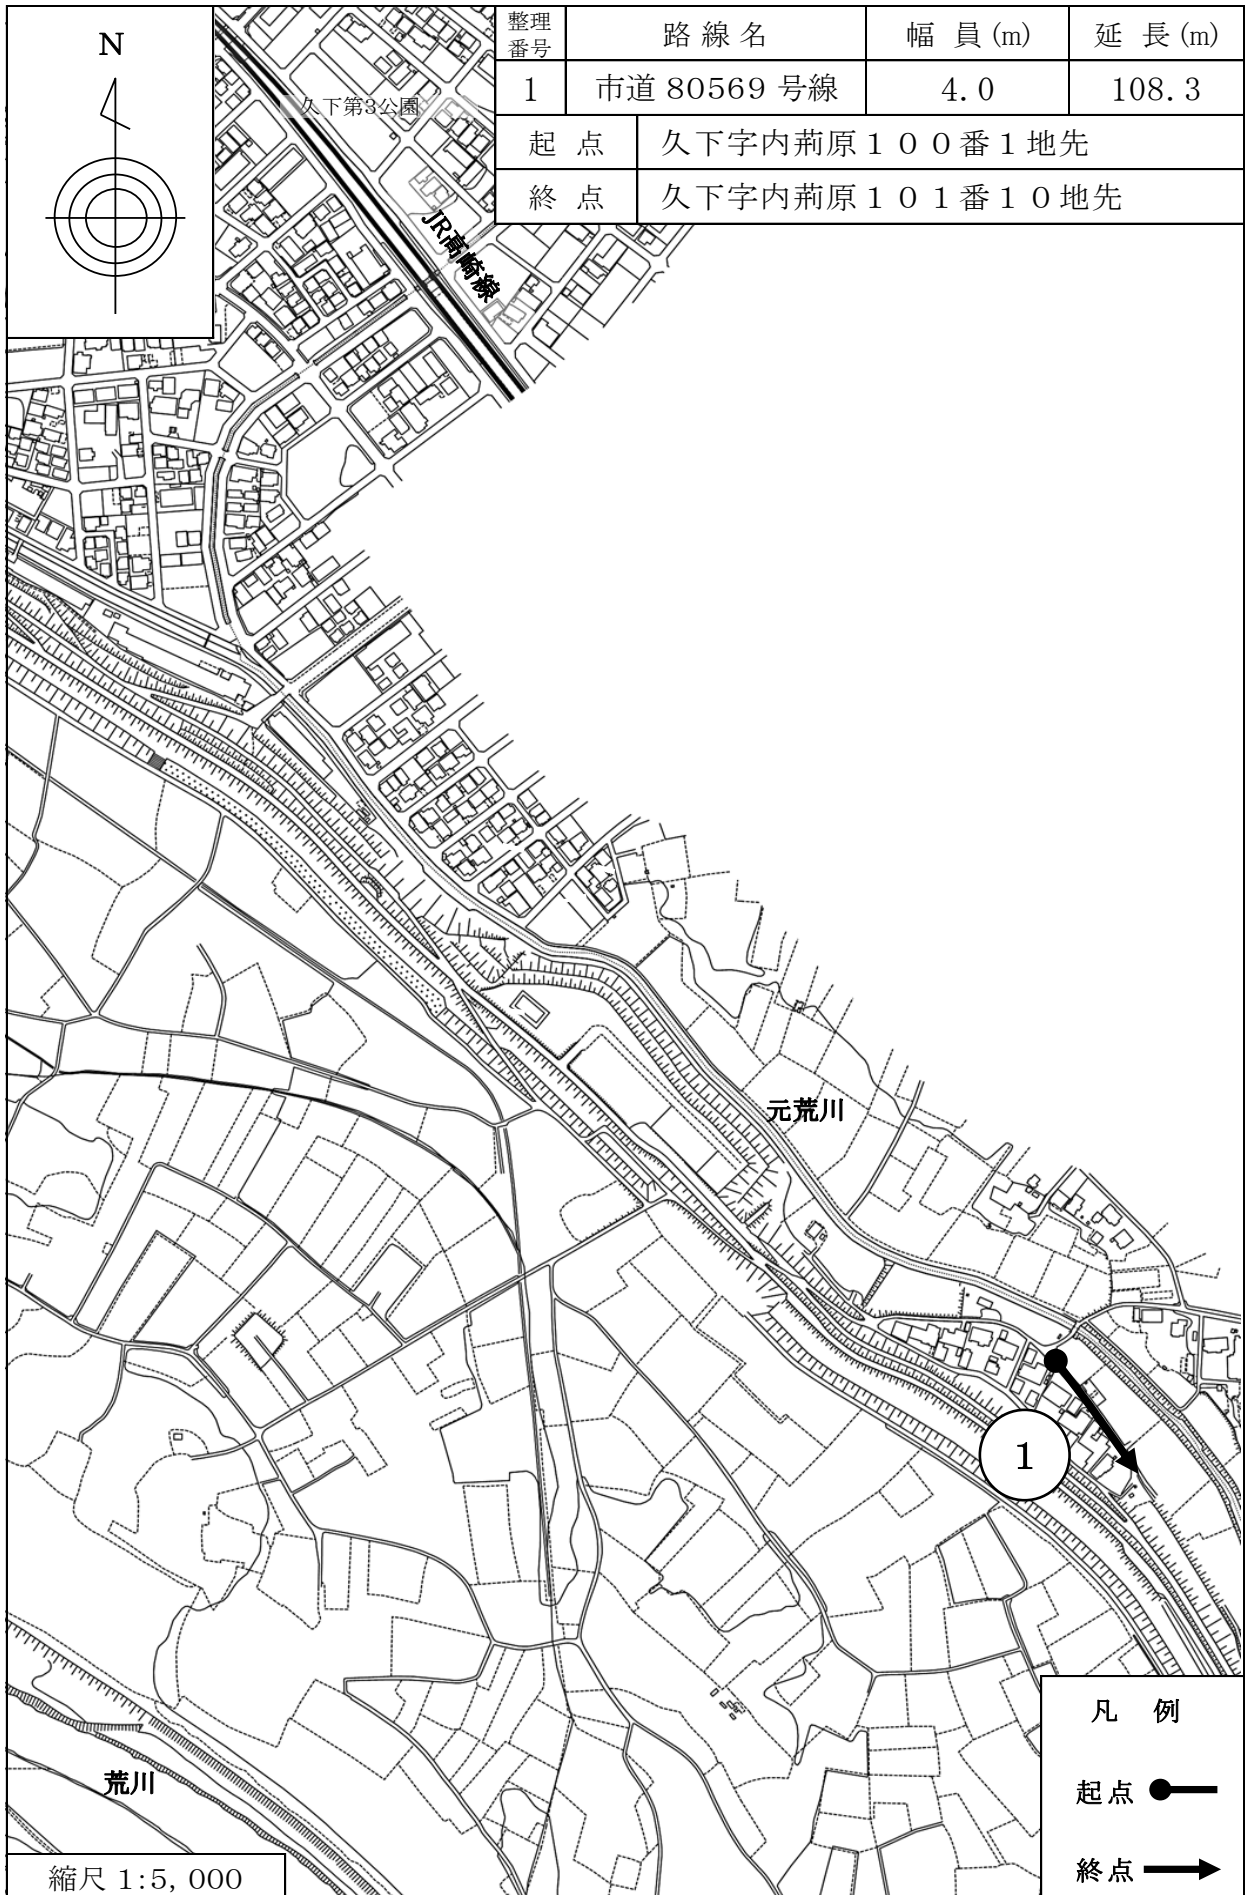 N
整理番号 路線名 幅員(m) 延長(m)
1 市道 80569 号線 4.0 108.3
起点 久下字内荊原１００番１地先
終点 久下字内荊原１０１番１０地先
久下第3公園
JR高崎線
元荒川
1
荒川
凡例
起点
終点
縮尺 1:5,000